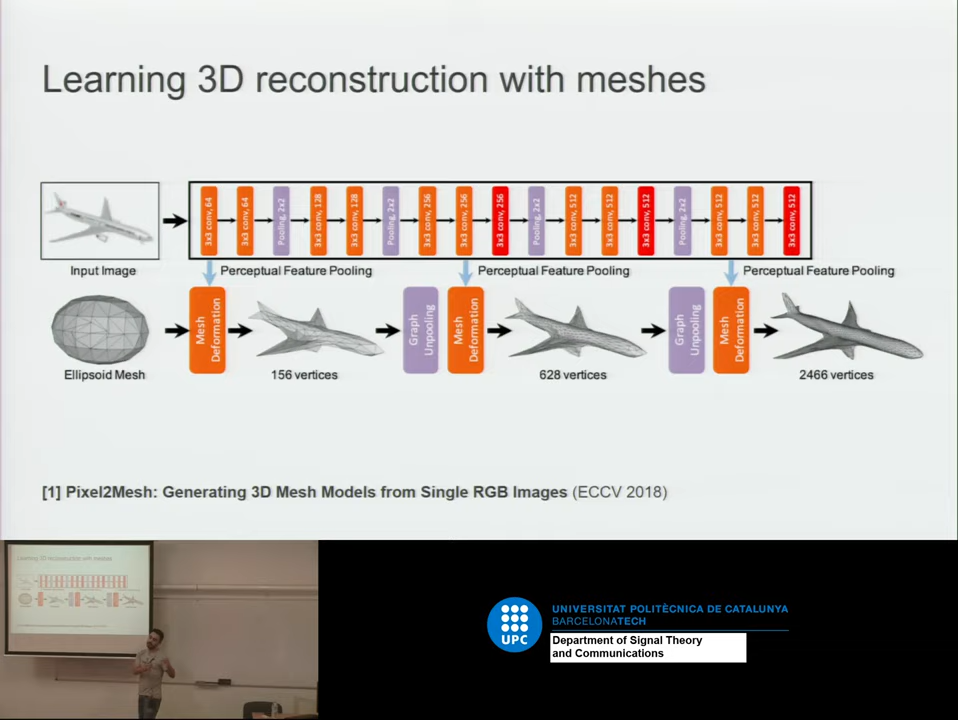 Learning 3D reconstruction with meshes
3x3 conv, 64
3x3 conv, 64
Pooling, 2x2
3x3 conv, 128
3x3 conv, 128
Pooling, 2x2
3x3 conv, 256
3x3 conv, 256
3x3 conv, 256
Pooling, 2x2
3x3 conv, 512
3x3 conv, 512
3x3 conv, 512
Pooling, 2x2
3x3 conv, 512
3x3 conv, 512
3x3 conv, 512
Input Image
Perceptual Feature Pooling
Perceptual Feature Pooling
Perceptual Feature Pooling
Mesh
Deformation
Graph
Unpooling
Mesh
Deformation
Graph
Unpooling
Mesh
Deformation
Ellipsoid Mesh
156 vertices
628 vertices
2466 vertices
[1] Pixel2Mesh: Generating 3D Mesh Models from Single RGB Images (ECCV 2018)
Learning 3D reconstruction with meshes
UPC
UNIVERSITAT POLITÈCNICA DE CATALUNYA
BARCELONATECH
Department of Signal Theory
and Communications